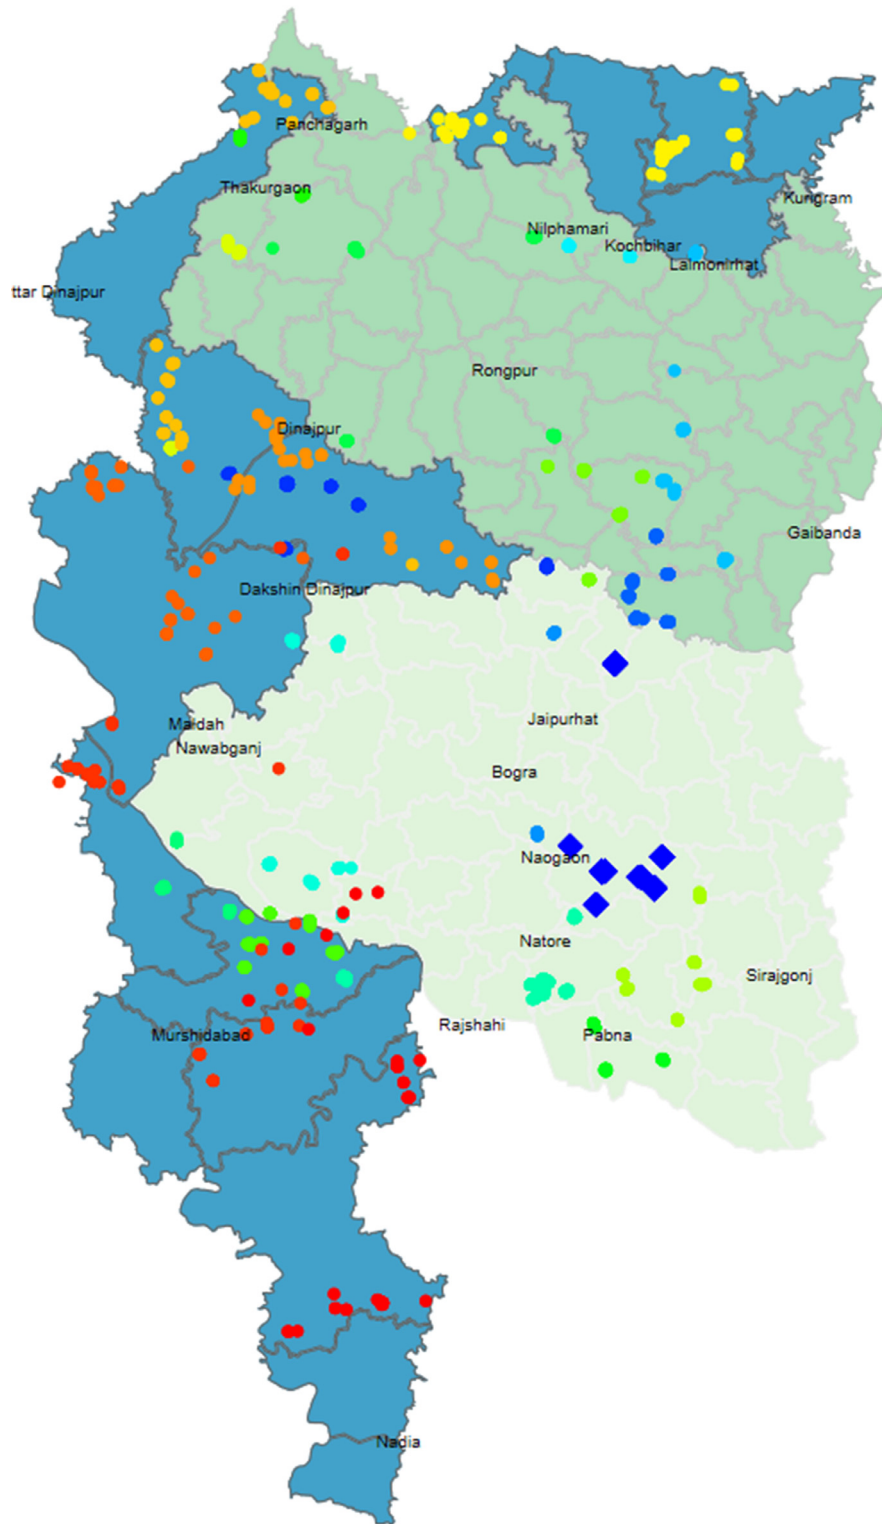 Panchagarh
Thakurgaon
Kurigram
Nilphamari
Kochbihar
Lalmonirhat
ttar Dinajpur
Rongpur
Dinajpur
Gaibanda
Dakshin Dinajpur
Jaipurhat
Maldah
Nawabganj
Bogra
Naogaon
Natore
Sirajgonj
Rajshahi
Murshidabad
Pabna
Nadia